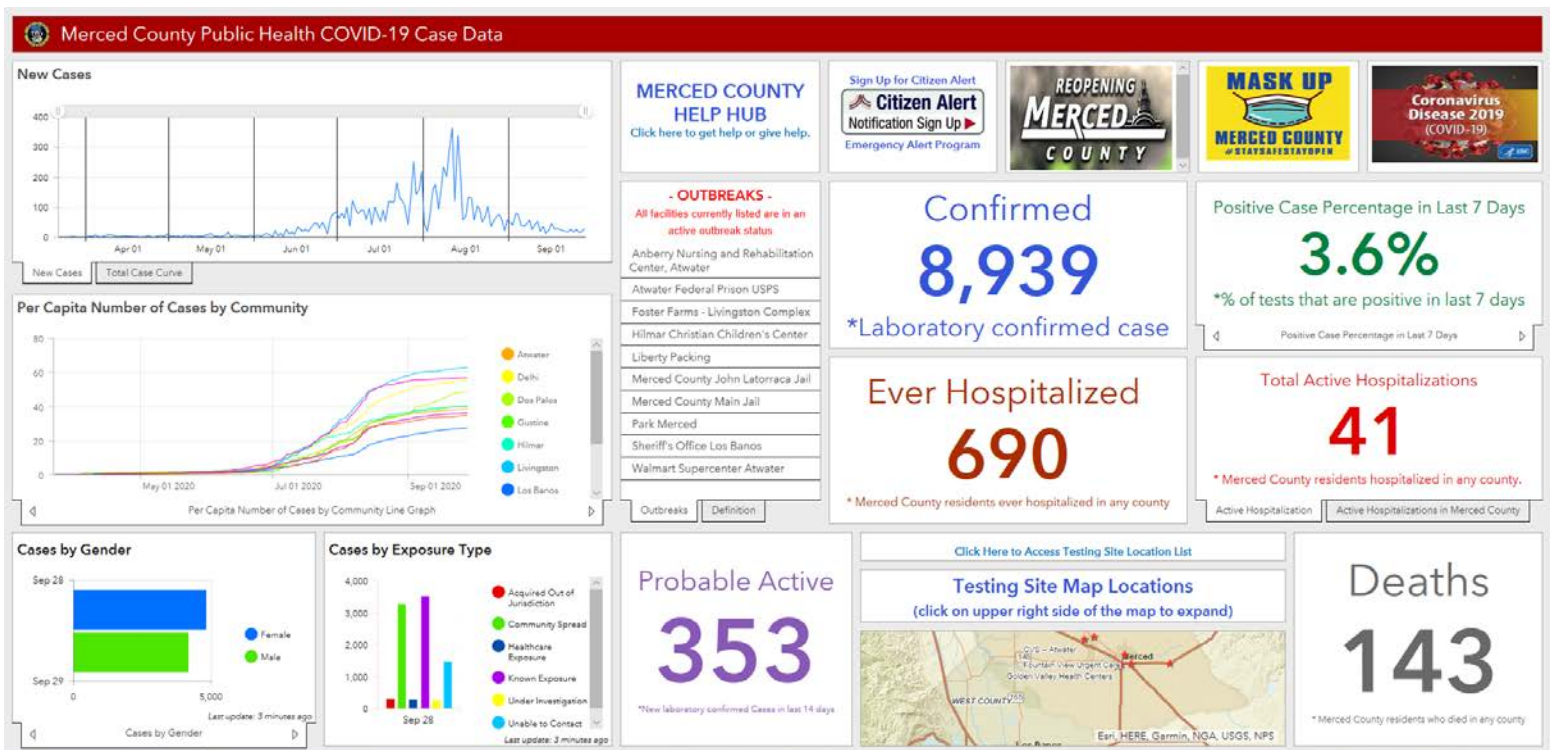 Merced County Public Health COVID-19 Case Data
New Cases
400
300
200
100
0
Apr 01
May 01
Jun 01
Jul 01
Aug 01
Sep 01
New Cases
Total Case Curve
Per Capita Number of Cases by Community
80
60
40
20
0
May 01 2020
Jul 01 2020
Sep 01 2020
Atwater
Delhi
Dos Palos
Gustine
Hilmar
Livingston
Los Banos
Per Capita Number of Cases by Community Line Graph
Cases by Gender
Sep 28
Sep 29
0
5,000
Female
Male
Last update: 3 minutes ago
Cases by Gender
Cases by Exposure Type
4,000
3,000
2,000
1,000
0
Sep 28
Acquired Out of
Jurisdiction
Community Spread
Healthcare
Exposure
Known Exposure
Under Investigation
Unable to Contact
Last update: 3 minutes ago
MERCED COUNTY
HELP HUB
Click here to get help or give help.
Sign Up for Citizen Alert
Citizen Alert
Notification Sign Up
Emergency Alert Program
REOPENING
MERCED
COUNTY
MASK UP
MERCED COUNTY
#STAYSAFESTAYOPEN
Coronavirus
Disease 2019
(COVID-19)
CDC
- OUTBREAKS -
All facilities currently listed are in an
active outbreak status
Anberry Nursing and Rehabilitation
Center, Atwater
Atwater Federal Prison USPS
Foster Farms - Livingston Complex
Hilmar Christian Children's Center
Liberty Packing
Merced County John Latorraca Jail
Merced County Main Jail
Park Merced
Sheriff's Office Los Banos
Walmart Supercenter Atwater
Outbreaks
Definition
Confirmed
8,939
*Laboratory confirmed case
Positive Case Percentage in Last 7 Days
3.6%
*% of tests that are positive in last 7 days
Positive Case Percentage in Last 7 Days
Ever Hospitalized
690
* Merced County residents ever hospitalized in any county
Total Active Hospitalizations
41
* Merced County residents hospitalized in any county.
Active Hospitalization
Active Hospitalizations in Merced County
Probable Active
353
*New laboratory confirmed Cases in last 14 days
Click Here to Access Testing Site Location List
Testing Site Map Locations
(click on upper right side of the map to expand)
CVS – Atwater
Merced
Fountain View Urgent Care
Golden Valley Health Centers
WEST COUNTY
Los Banos
Esri, HERE, Garmin, NGA, USGS, NPS
Deaths
143
* Merced County residents who died in any county